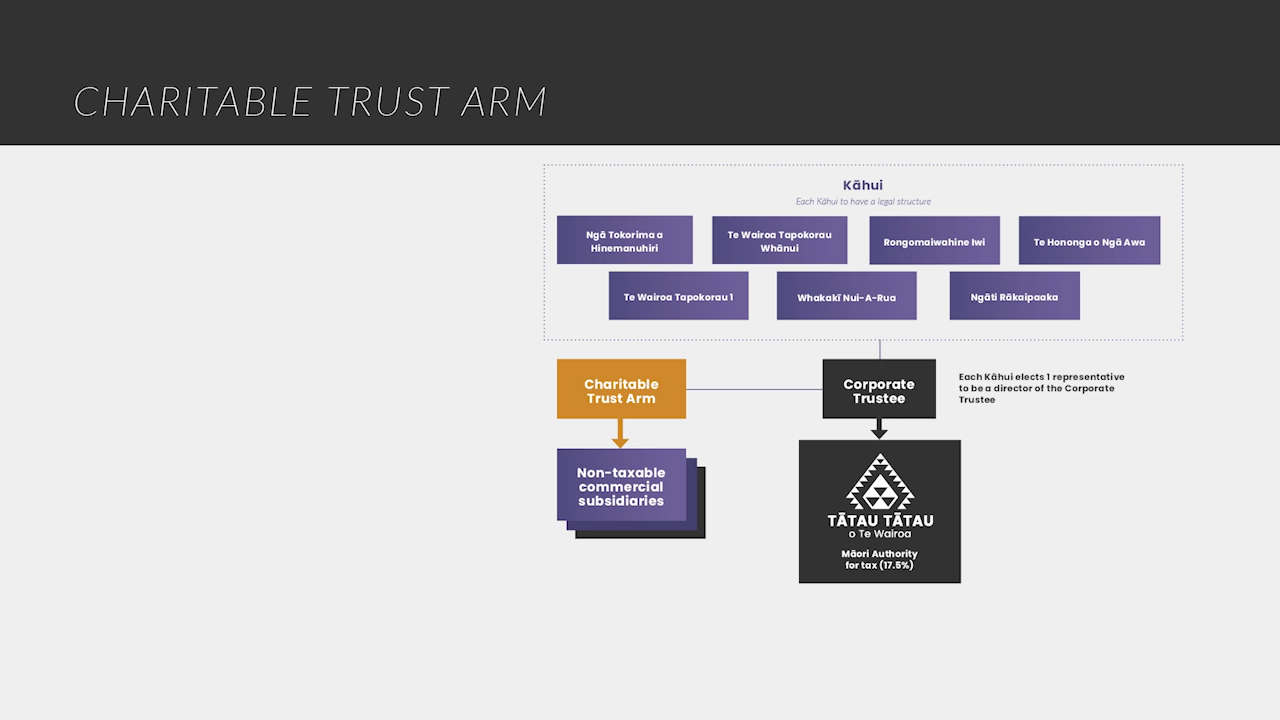 CHARITABLE TRUST ARM
Kāhui
Each Kāhui to have a legal structure
Ngā Tokorima a
Hinemanuhiri
Te Wairoa Tapokorau
Whānui
Rongomaiwahine Iwi
Te Hononga o Ngā Awa
Te Wairoa Tapokorau 1
Whakakī Nui-A-Rua
Ngāti Rākaipaaka
Charitable
Trust Arm
Corporate
Trustee
Each Kāhui elects 1 representative
to be a director of the Corporate
Trustee
Non-taxable
commercial
subsidiaries
TĀTAU TĀTAU
o Te Wairoa
Māori Authority
for tax (17.5%)